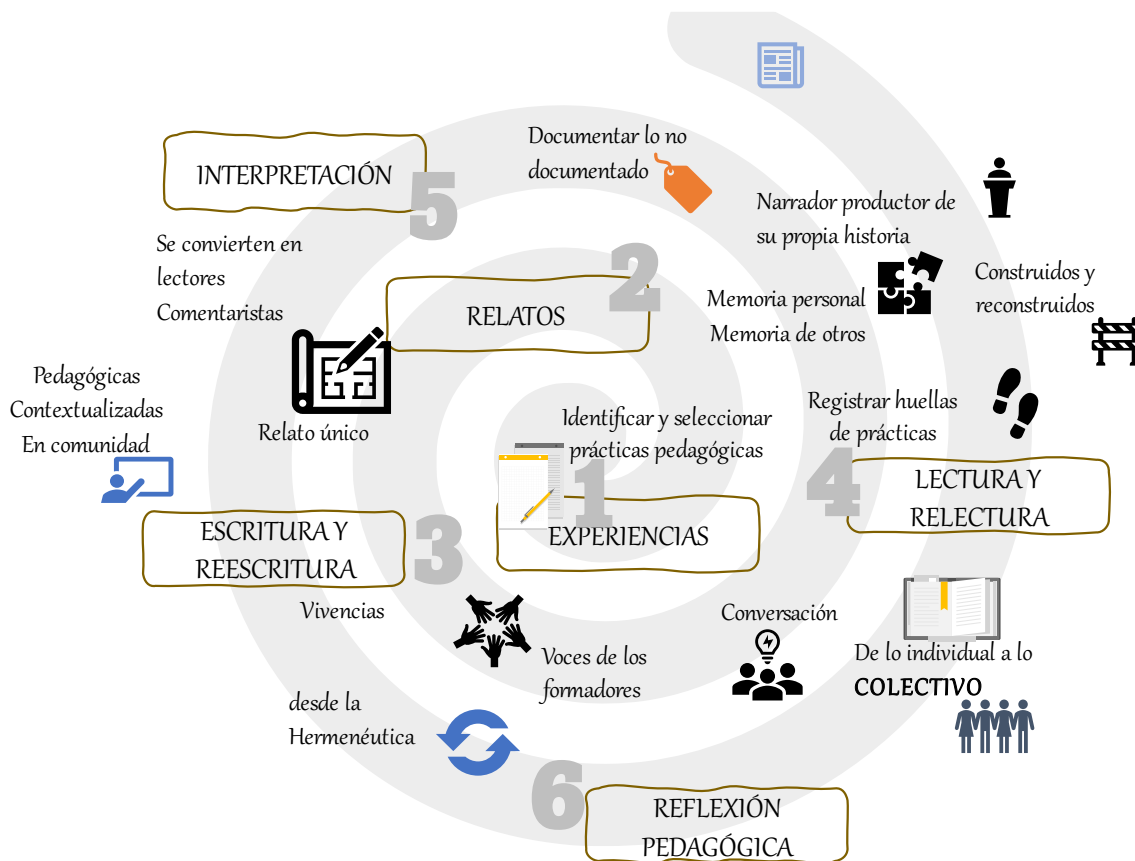 Documentar lo no
documentado
INTERPRETACIÓN
5
Narrador productor de
su propia historia
Se convierten en
lectores
Comentaristas
2
RELATOS
Construidos y
reconstruidos
Memoria personal
Memoria de otros
Pedagógicas
Contextualizadas
En comunidad
Relato único
Identificar y seleccionar
prácticas pedagógicas
Registrar huellas
de prácticas
1
EXPERIENCIAS
4
LECTURA Y
RELECTURA
ESCRITURA Y
REESCRITURA
3
Vivencias
Voces de los
formadores
Conversación
De lo individual a lo
COLECTIVO
desde la
Hermenéutica
6
REFLEXIÓN
PEDAGÓGICA